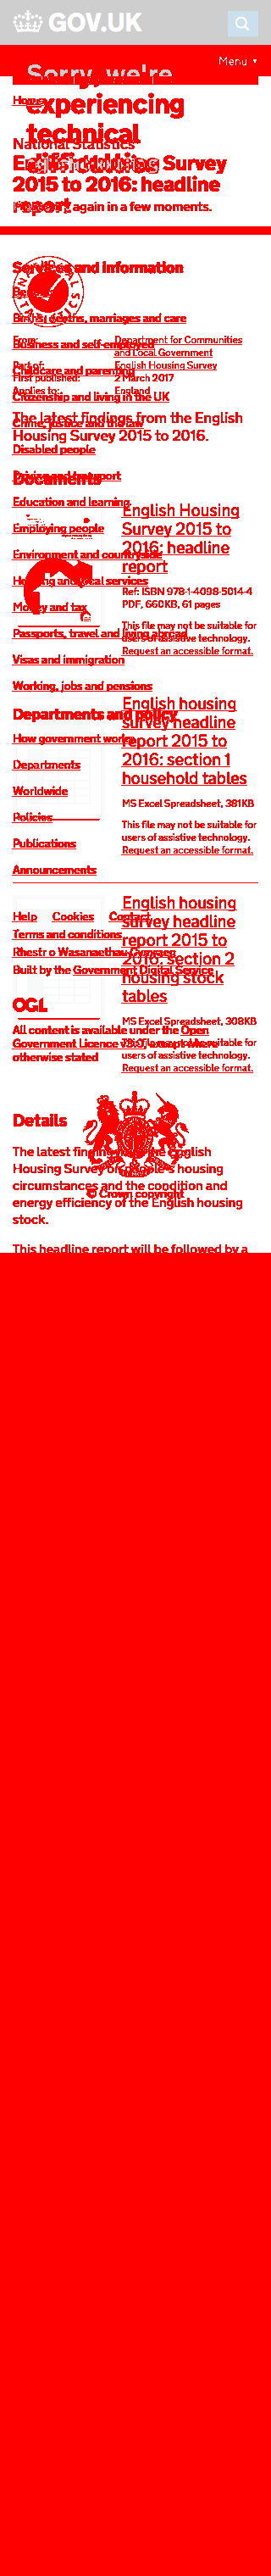 GOV.UK
Menu ▼
Sorry, we're
Home
experiencing
technical
National Statistics
English Housing Survey
2015 to 2016: headline
report
again in a few moments.
Services and information
Births, deaths, marriages and care
From:
Department for Communities
and Local Government
Business and self-employed
Part of:
English Housing Survey
Childcare and parenting
First published:
2 March 2017
Applies to:
England
Citizenship and living in the UK
The latest findings from the English
Crime, justice and the law
Housing Survey 2015 to 2016.
Disabled people
Documents
Driving and transport
Education and learning
English Housing
Survey 2015 to
2016: headline
report
Employing people
Environment and countryside
Housing and local services
Ref: ISBN 978-1-4098-5014-4
PDF, 660KB, 61 pages
Money and tax
This file may not be suitable for
users of assistive technology.
Request an accessible format.
Passports, travel and living abroad
Visas and immigration
Working, jobs and pensions
English housing
survey headline
report 2015 to
2016: section 1
household tables
Departments and policy
How government works
Departments
Worldwide
MS Excel Spreadsheet, 381KB
This file may not be suitable for
users of assistive technology.
Request an accessible format.
Policies
Publications
Announcements
English housing
survey headline
report 2015 to
2016: section 2
housing stock
tables
Help Cookies Contact
Terms and conditions
Rhestr o Wasanaethau Cymraeg
Built by the Government Digital Service
OGL
MS Excel Spreadsheet, 308KB
This file may not be suitable for
users of assistive technology.
Request an accessible format.
All content is available under the Open
Government Licence v3.0, except where
otherwise stated
Details
The latest findings from the English
Housing Survey on people's housing
circumstances and the condition and
energy efficiency of the English housing
stock.
© Crown copyright
This headline report will be followed by a